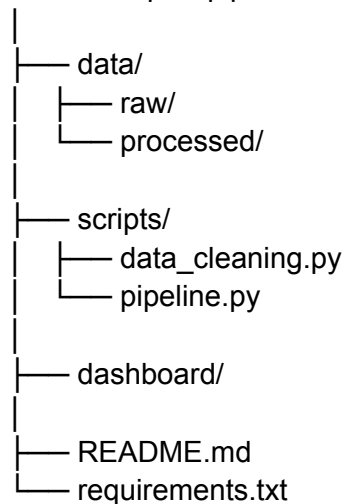 │
├── data/
│   ├── raw/
│   └── processed/
│
├── scripts/
│   ├── data_cleaning.py
│   └── pipeline.py
│
├── dashboard/
│
├── README.md
└── requirements.txt